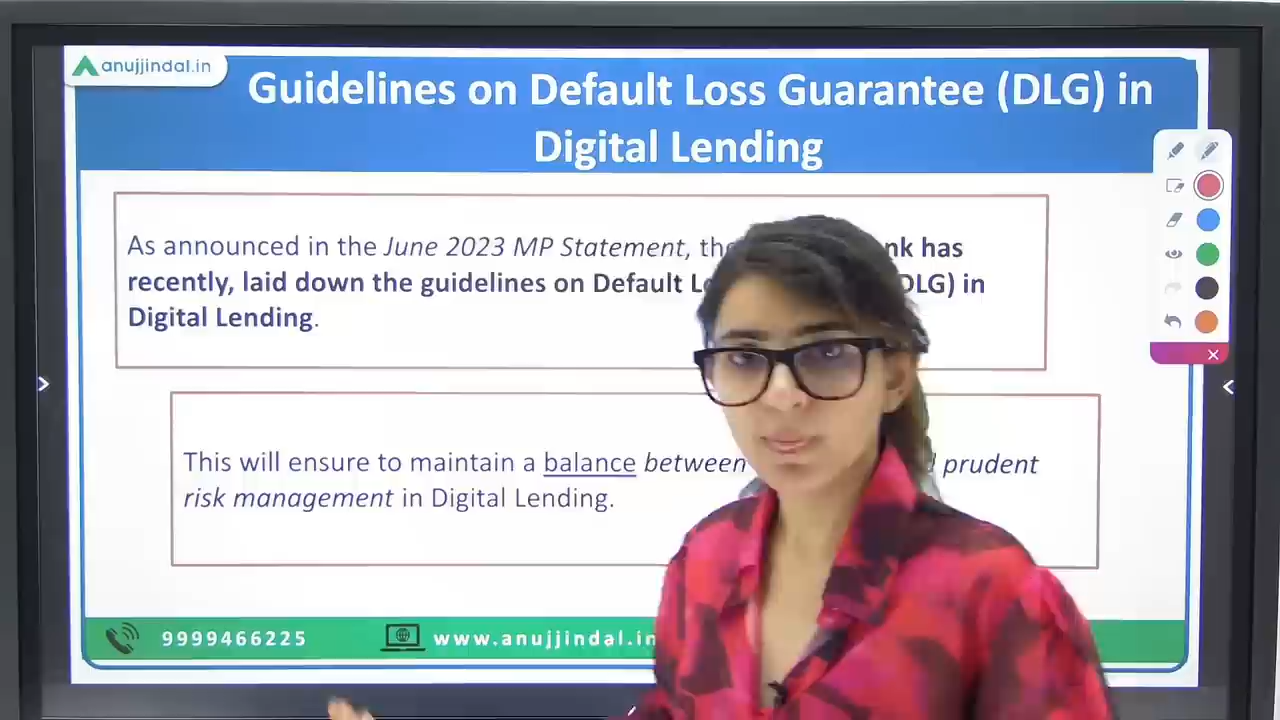 anujjindal.in
Guidelines on Default Loss Guarantee (DLG) in
Digital Lending
As announced in the June 2023 MP Statement, has
recently, laid down the guidelines on Default (DLG) in
Digital Lending.
This will ensure to maintain a balance between prudent
risk management in Digital Lending.
9999466225
www.anujjindal.in